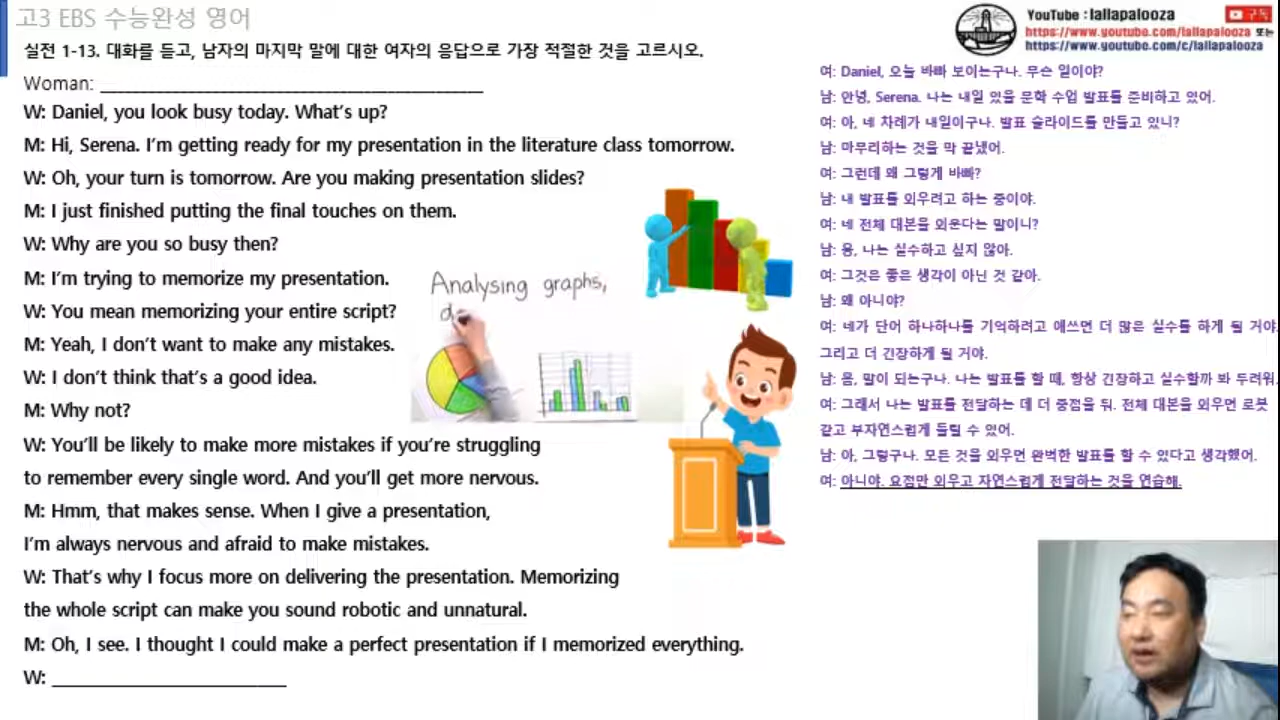 고3 EBS 수능완성 영어
YouTube : lallapalooza
구독
https://www.youtube.com/lallapalooza 또는
https://www.youtube.com/c/lallapalooza
실전 1-13. 대화를 듣고, 남자의 마지막 말에 대한 여자의 응답으로 가장 적절한 것을 고르시오.
Woman: ____________________
W: Daniel, you look busy today. What's up?
M: Hi, Serena. I'm getting ready for my presentation in the literature class tomorrow.
W: Oh, your turn is tomorrow. Are you making presentation slides?
M: I just finished putting the final touches on them.
W: Why are you so busy then?
M: I'm trying to memorize my presentation.
W: You mean memorizing your entire script?
M: Yeah, I don't want to make any mistakes.
W: I don't think that's a good idea.
M: Why not?
W: You'll be likely to make more mistakes if you're struggling
to remember every single word. And you'll get more nervous.
M: Hmm, that makes sense. When I give a presentation,
I'm always nervous and afraid to make mistakes.
W: That's why I focus more on delivering the presentation. Memorizing
the whole script can make you sound robotic and unnatural.
M: Oh, I see. I thought I could make a perfect presentation if I memorized everything.
W: ____________________
Analysing graphs,
여: Daniel, 오늘 바빠 보이는구나. 무슨 일이야?
남: 안녕, Serena. 나는 내일 있을 문학 수업 발표를 준비하고 있어.
여: 아, 네 차례가 내일이구나. 발표 슬라이드를 만들고 있니?
남: 마무리하는 것을 막 끝냈어.
여: 그런데 왜 그렇게 바빠?
남: 내 발표를 외우려고 하는 중이야.
여: 네 전체 대본을 외운다는 말이니?
남: 응, 나는 실수하고 싶지 않아.
여: 그것은 좋은 생각이 아닌 것 같아.
남: 왜 아니야?
여: 네가 단어 하나하나를 기억하려고 애쓰면 더 많은 실수를 하게 될 거야.
그리고 더 긴장하게 될 거야.
남: 음, 말이 되는구나. 나는 발표를 할 때, 항상 긴장하고 실수할까 봐 두려워.
여: 그래서 나는 발표를 전달하는 데 더 중점을 둬. 전체 대본을 외우면 로봇
같고 부자연스럽게 들릴 수 있어.
남: 아, 그렇구나. 모든 것을 외우면 완벽한 발표를 할 수 있다고 생각했어.
여: 아니야. 요점만 외우고 자연스럽게 전달하는 것을 연습해.